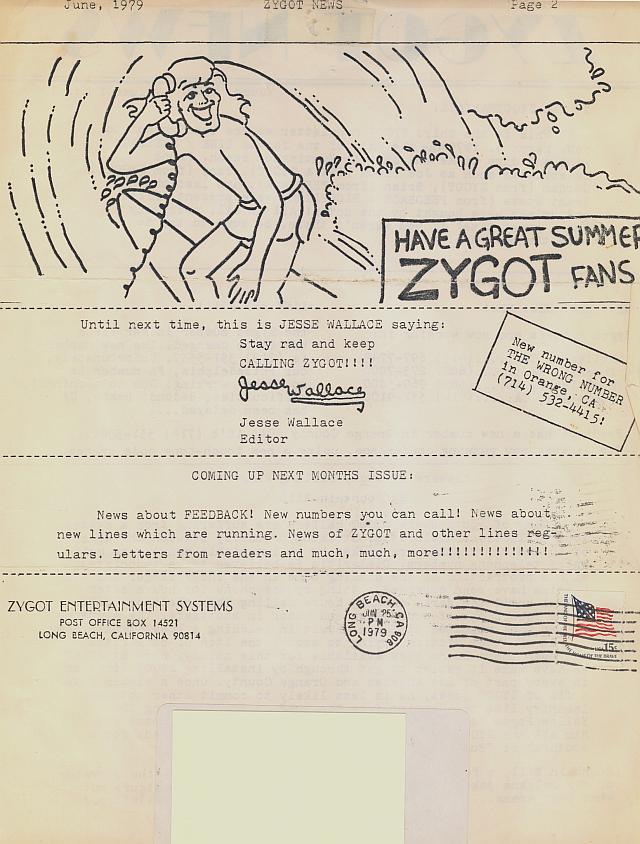 June, 1979 ZYGOT NEWS Page 2
HAVE A GREAT SUMMER
ZYGOT FANS
Until next time, this is JESSE WALLACE saying:
Stay rad and keep
CALLING ZYGOT!!!!
Jesse Wallace
Jesse Wallace
Editor
New number for
THE WRONG NUMBER
in Orange, CA
(714) 532-4415!
COMING UP NEXT MONTHS ISSUE:
News about FEEDBACK! New numbers you can call! News about
new lines which are running. News of ZYGOT and other lines reg-
ulars. Letters from readers and much, much, more!!!!!!!!!!!!!!!
ZYGOT ENTERTAINMENT SYSTEMS
POST OFFICE BOX 14521
LONG BEACH, CALIFORNIA 90814
LONG BEACH, CA 908
JUN 25
PM
1979
USA 15c